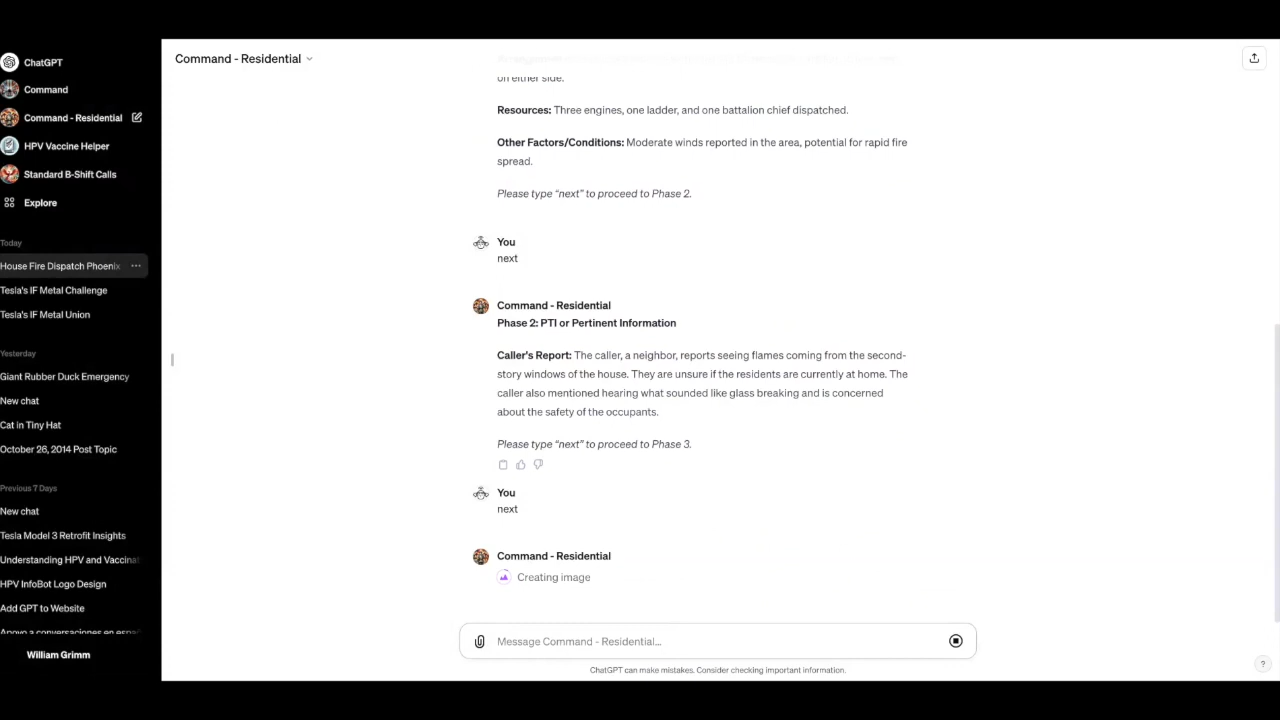 ChatGPT
Command
Command - Residential
HPV Vaccine Helper
Standard B-Shift Calls
Explore
Today
House Fire Dispatch Phoenix
Tesla's IF Metal Challenge
Tesla's IF Metal Union
Yesterday
Giant Rubber Duck Emergency
New chat
Cat in Tiny Hat
October 26, 2014 Post Topic
Previous 7 Days
New chat
Tesla Model 3 Retrofit Insights
Understanding HPV and Vaccinat
HPV InfoBot Logo Design
Add GPT to Website
Apoyo a conversaciones en espa
William Grimm
Command - Residential
on either side.
Resources: Three engines, one ladder, and one battalion chief dispatched.
Other Factors/Conditions: Moderate winds reported in the area, potential for rapid fire
spread.
Please type “next” to proceed to Phase 2.
You
next
Command - Residential
Phase 2: PTI or Pertinent Information
Caller's Report: The caller, a neighbor, reports seeing flames coming from the second-
story windows of the house. They are unsure if the residents are currently at home. The
caller also mentioned hearing what sounded like glass breaking and is concerned
about the safety of the occupants.
Please type “next” to proceed to Phase 3.
You
next
Command - Residential
Creating image
Message Command - Residential...
ChatGPT can make mistakes. Consider checking important information.
?